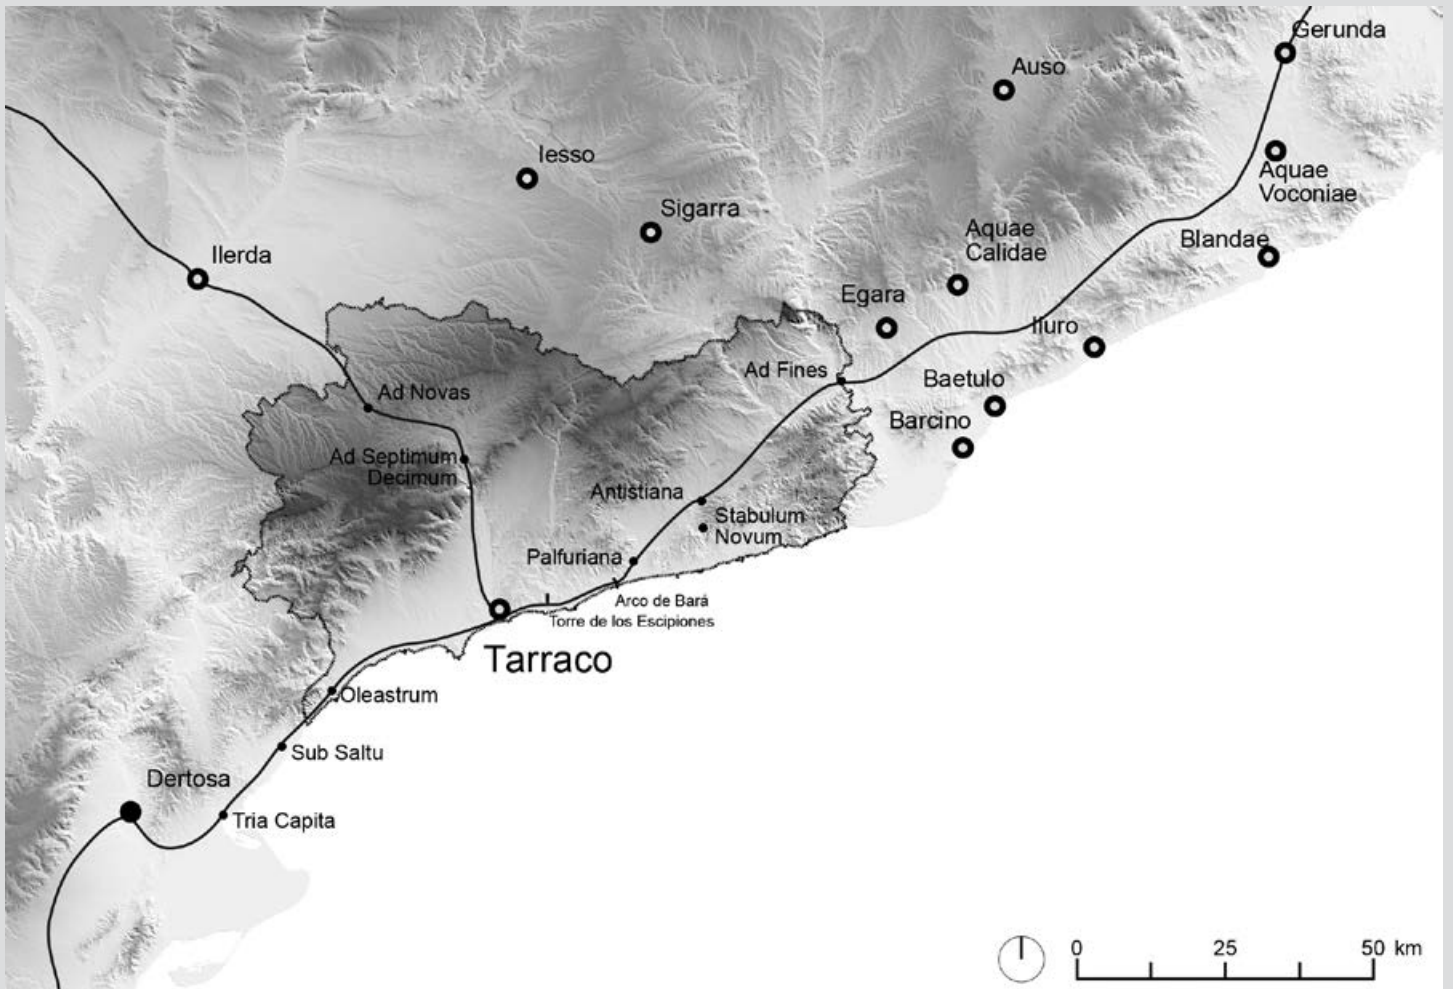 Gerunda
Auso
Iesso
Aquae
Voconiae
Sigarra
Aquae
Calidae
Blandae
Ilerda
Egara
Iluro
Ad Fines
Baetulo
Ad Novas
Barcino
Ad Septimum
Decimum
Antistiana
Stabulum
Novum
Palfuriana
Arco de Bará
Torre de los Escipiones
Tarraco
Oleastrum
Sub Saltu
Dertosa
Tria Capita
0 25 50 km